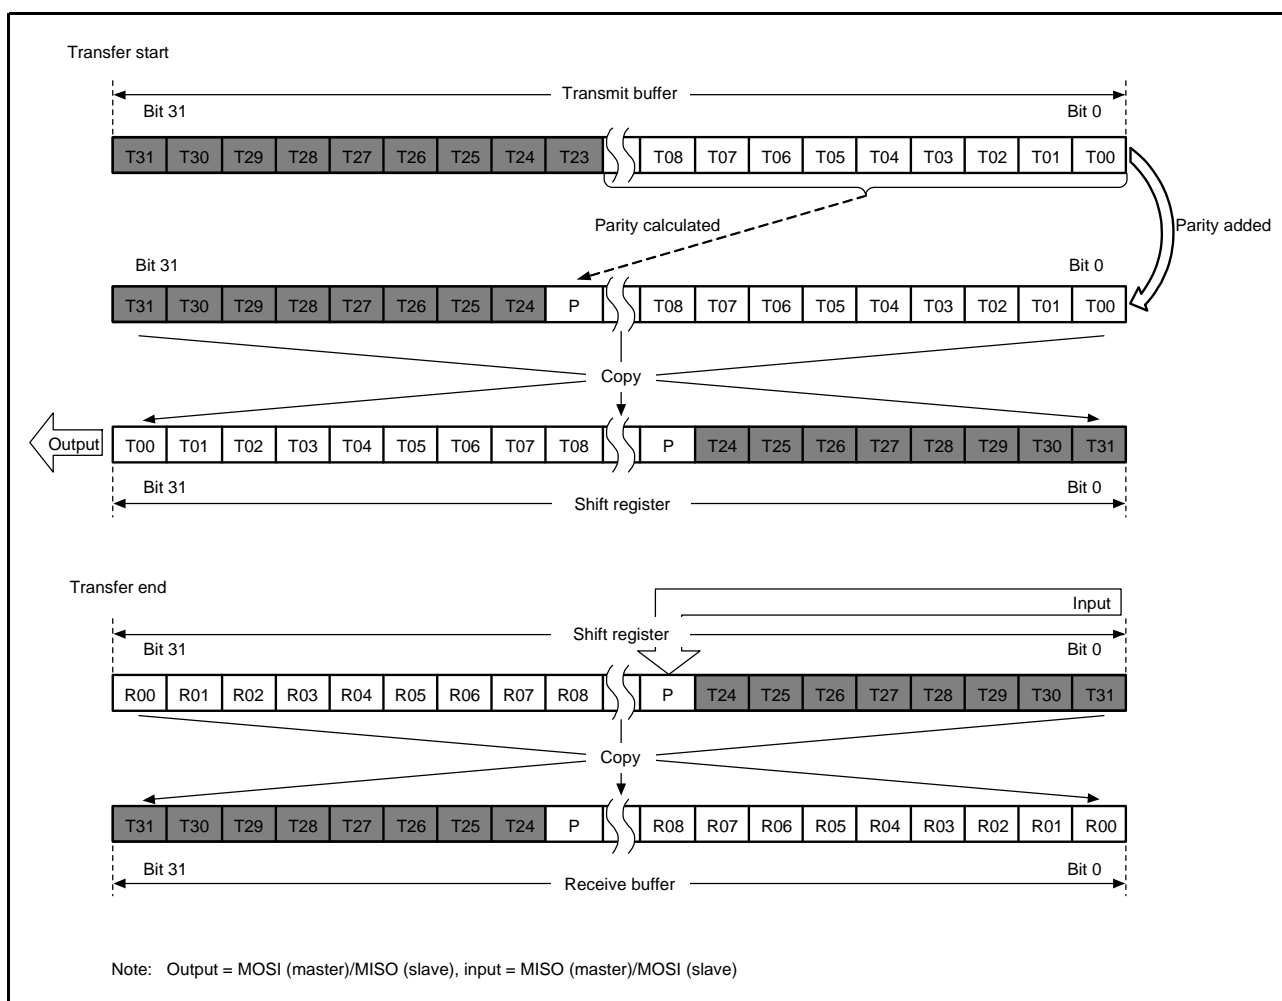 Transfer start
Transmit buffer
Bit 31 Bit 0
T31 T30 T29 T28 T27 T26 T25 T24 T23 T08 T07 T06 T05 T04 T03 T02 T01 T00
Parity calculated Parity added
Bit 31 Bit 0
T31 T30 T29 T28 T27 T26 T25 T24 P T08 T07 T06 T05 T04 T03 T02 T01 T00
Copy
Output T00 T01 T02 T03 T04 T05 T06 T07 T08 P T24 T25 T26 T27 T28 T29 T30 T31
Bit 31 Bit 0
Shift register
Transfer end
Input
Shift register
Bit 31 Bit 0
R00 R01 R02 R03 R04 R05 R06 R07 R08 P T24 T25 T26 T27 T28 T29 T30 T31
Copy
T31 T30 T29 T28 T27 T26 T25 T24 P R08 R07 R06 R05 R04 R03 R02 R01 R00
Bit 31 Bit 0
Receive buffer
Note: Output = MOSI (master)/MISO (slave), input = MISO (master)/MOSI (slave)